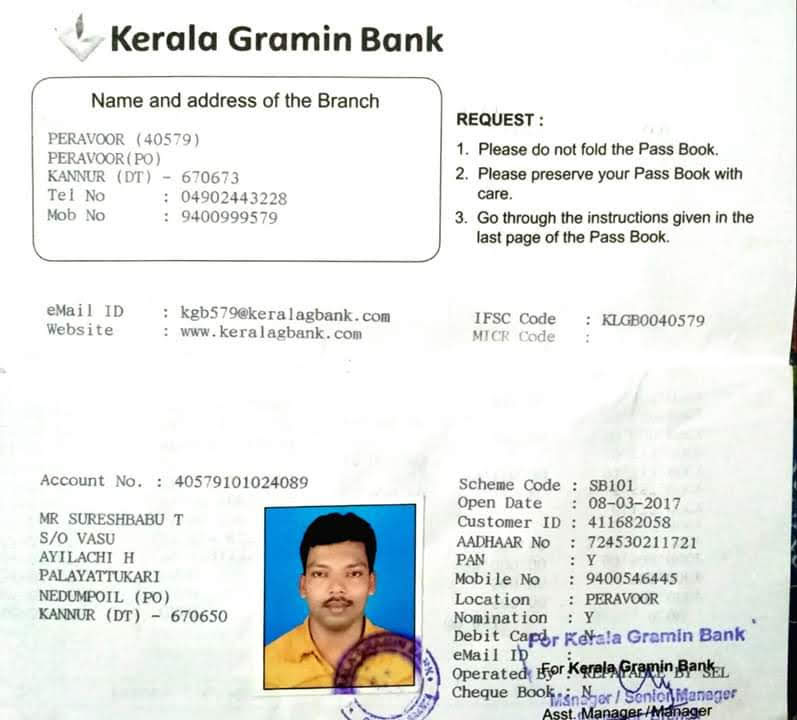 Kerala Gramin Bank
Name and address of the Branch
PERAVOOR (40579)
PERAVOOR(PO)
KANNUR (DT) - 670673
Tel No : 04902443228
Mob No : 9400999579
REQUEST :
1. Please do not fold the Pass Book.
2. Please preserve your Pass Book with
care.
3. Go through the instructions given in the
last page of the Pass Book.
eMail ID : kgb579@keralagbank.com
Website : www.keralagbank.com
IFSC Code : KLGB0040579
MICR Code :
Account No. : 40579101024089
MR SURESHBABU T
S/O VASU
AYILACHI H
PALAYATTUKARI
NEDUMPOIL (PO)
KANNUR (DT) - 670650
Scheme Code : SB101
Open Date : 08-03-2017
Customer ID : 411682058
AADHAAR No : 724530211721
PAN : Y
Mobile No : 9400546445
Location : PERAVOOR
Nomination : Y
Debit Card : N
For Kerala Gramin Bank
eMail ID :
For Kerala Gramin Bank
Operated By : BY SEL
Cheque Book : N
Manager / Senior Manager
Asst. Manager / Manager